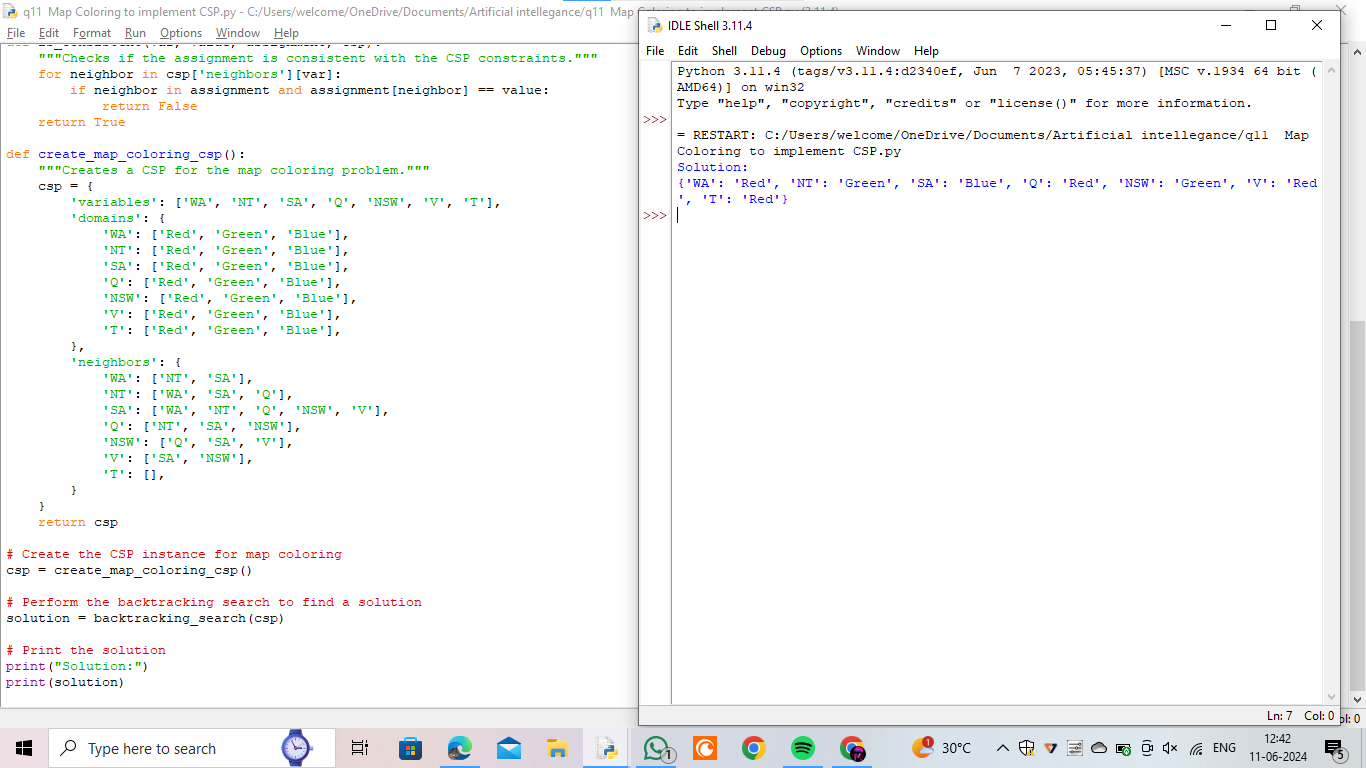 q11 Map Coloring to implement CSP.py - C:/Users/welcome/OneDrive/Documents/Artificial intellegance/q11 Map
File Edit Format Run Options Window Help
"""Checks if the assignment is consistent with the CSP constraints."""
for neighbor in csp['neighbors'][var]:
if neighbor in assignment and assignment[neighbor] == value:
return False
return True
def create_map_coloring_csp():
"""Creates a CSP for the map coloring problem."""
csp = {
'variables': ['WA', 'NT', 'SA', 'Q', 'NSW', 'V', 'T'],
'domains': {
'WA': ['Red', 'Green', 'Blue'],
'NT': ['Red', 'Green', 'Blue'],
'SA': ['Red', 'Green', 'Blue'],
'Q': ['Red', 'Green', 'Blue'],
'NSW': ['Red', 'Green', 'Blue'],
'V': ['Red', 'Green', 'Blue'],
'T': ['Red', 'Green', 'Blue'],
},
'neighbors': {
'WA': ['NT', 'SA'],
'NT': ['WA', 'SA', 'Q'],
'SA': ['WA', 'NT', 'Q', 'NSW', 'V'],
'Q': ['NT', 'SA', 'NSW'],
'NSW': ['Q', 'SA', 'V'],
'V': ['SA', 'NSW'],
'T': [],
}
}
return csp
# Create the CSP instance for map coloring
csp = create_map_coloring_csp()
# Perform the backtracking search to find a solution
solution = backtracking_search(csp)
# Print the solution
print("Solution:")
print(solution)
IDLE Shell 3.11.4
File Edit Shell Debug Options Window Help
Python 3.11.4 (tags/v3.11.4:d2340ef, Jun 7 2023, 05:45:37) [MSC v.1934 64 bit (
AMD64)] on win32
Type "help", "copyright", "credits" or "license()" for more information.
>>>
= RESTART: C:/Users/welcome/OneDrive/Documents/Artificial intellegance/q11 Map
Coloring to implement CSP.py
Solution:
{'WA': 'Red', 'NT': 'Green', 'SA': 'Blue', 'Q': 'Red', 'NSW': 'Green', 'V': 'Red
', 'T': 'Red'}
>>>
Ln: 7 Col: 0
ol: 0
Type here to search
1
1
30°C
ENG
12:42
11-06-2024
5